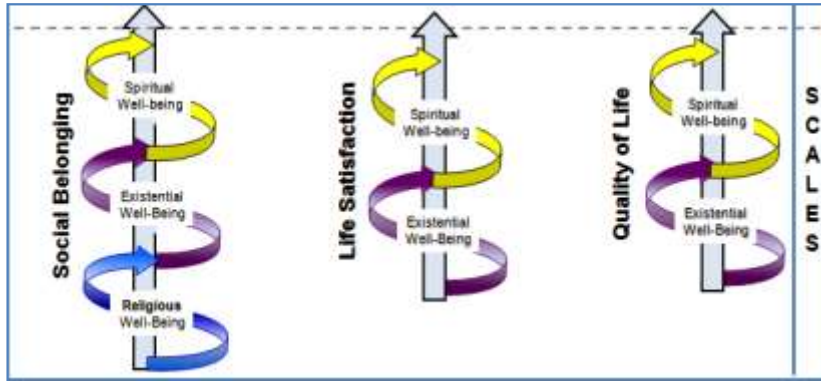 Social Belonging
Spiritual
Well-being
Existential
Well-Being
Religious
Well-Being
Life Satisfaction
Spiritual
Well-being
Existential
Well-Being
Quality of Life
Spiritual
Well-being
Existential
Well-Being
SCALES